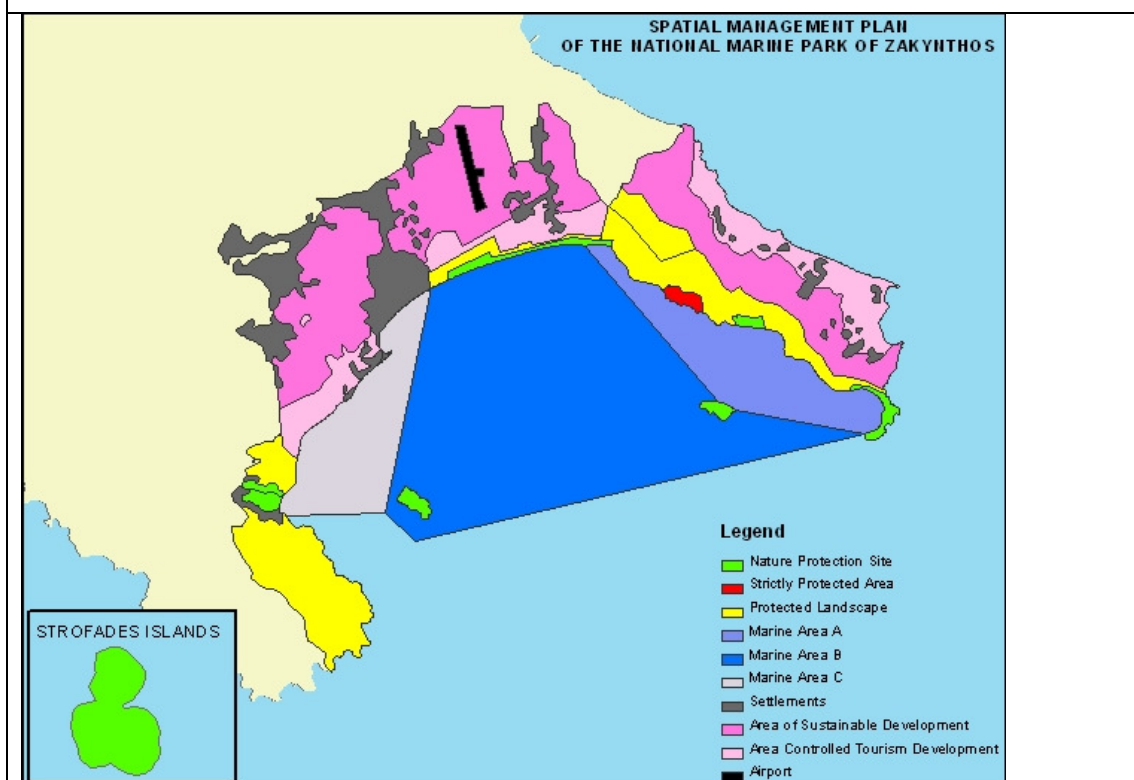 SPATIAL MANAGEMENT PLAN
OF THE NATIONAL MARINE PARK OF ZAKYNTHOS
Legend
Nature Protection Site
Strictly Protected Area
Protected Landscape
Marine Area A
Marine Area B
Marine Area C
Settlements
Area of Sustainable Development
Area Controlled Tourism Development
Airport
STROFADES ISLANDS